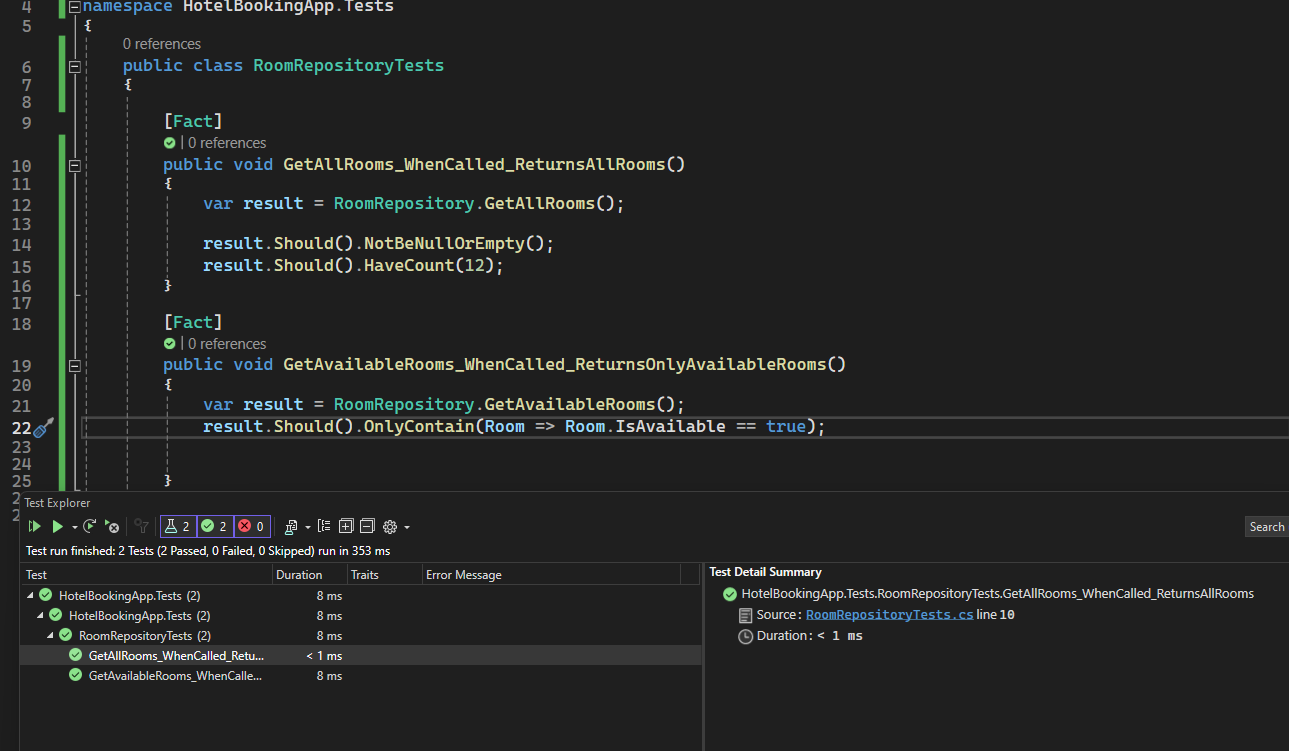 4 namespace HotelBookingApp.Tests
5 {
0 references
6 public class RoomRepositoryTests
7 {
8
9 [Fact]
| 0 references
10 public void GetAllRooms_WhenCalled_ReturnsAllRooms()
11 {
12 var result = RoomRepository.GetAllRooms();
13
14 result.Should().NotBeNullOrEmpty();
15 result.Should().HaveCount(12);
16 }
17
18 [Fact]
| 0 references
19 public void GetAvailableRooms_WhenCalled_ReturnsOnlyAvailableRooms()
20 {
21 var result = RoomRepository.GetAvailableRooms();
22 result.Should().OnlyContain(Room => Room.IsAvailable == true);
23
24
25 }
Test Explorer
2 2 0
Search
Test run finished: 2 Tests (2 Passed, 0 Failed, 0 Skipped) run in 353 ms
Test Duration Traits Error Message
HotelBookingApp.Tests (2) 8 ms
HotelBookingApp.Tests (2) 8 ms
RoomRepositoryTests (2) 8 ms
GetAllRooms_WhenCalled_Retu... < 1 ms
GetAvailableRooms_WhenCalle... 8 ms
Test Detail Summary
HotelBookingApp.Tests.RoomRepositoryTests.GetAllRooms_WhenCalled_ReturnsAllRooms
Source: RoomRepositoryTests.cs line 10
Duration: < 1 ms